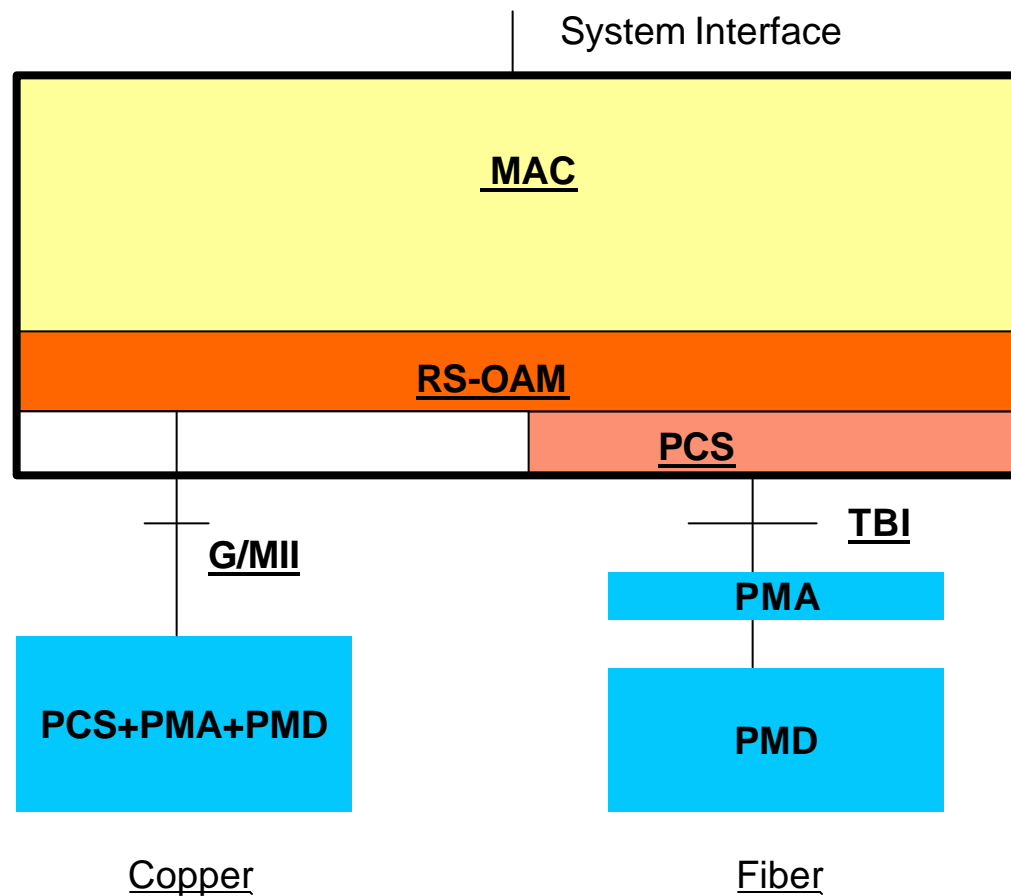 System Interface
MAC
RS-OAM
PCS
TBI
G/MII
PMA
PCS+PMA+PMD
PMD
Copper
Fiber